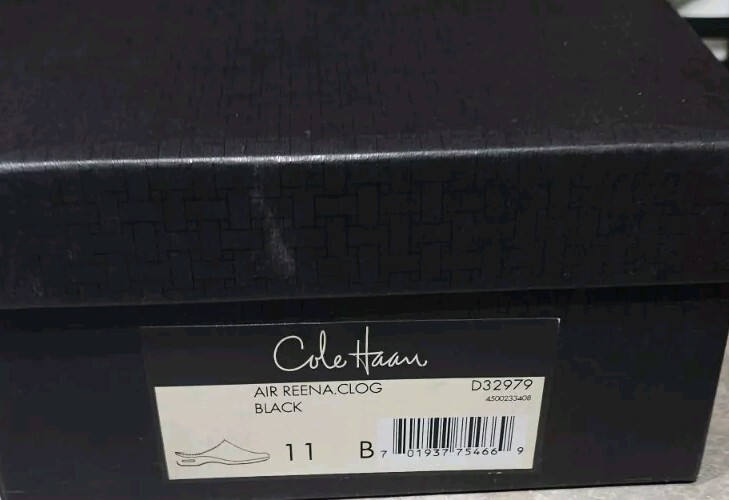 Cole Haan
AIR REENA.CLOG D32979
4500233408
BLACK
11 B
7 01937 75466 9